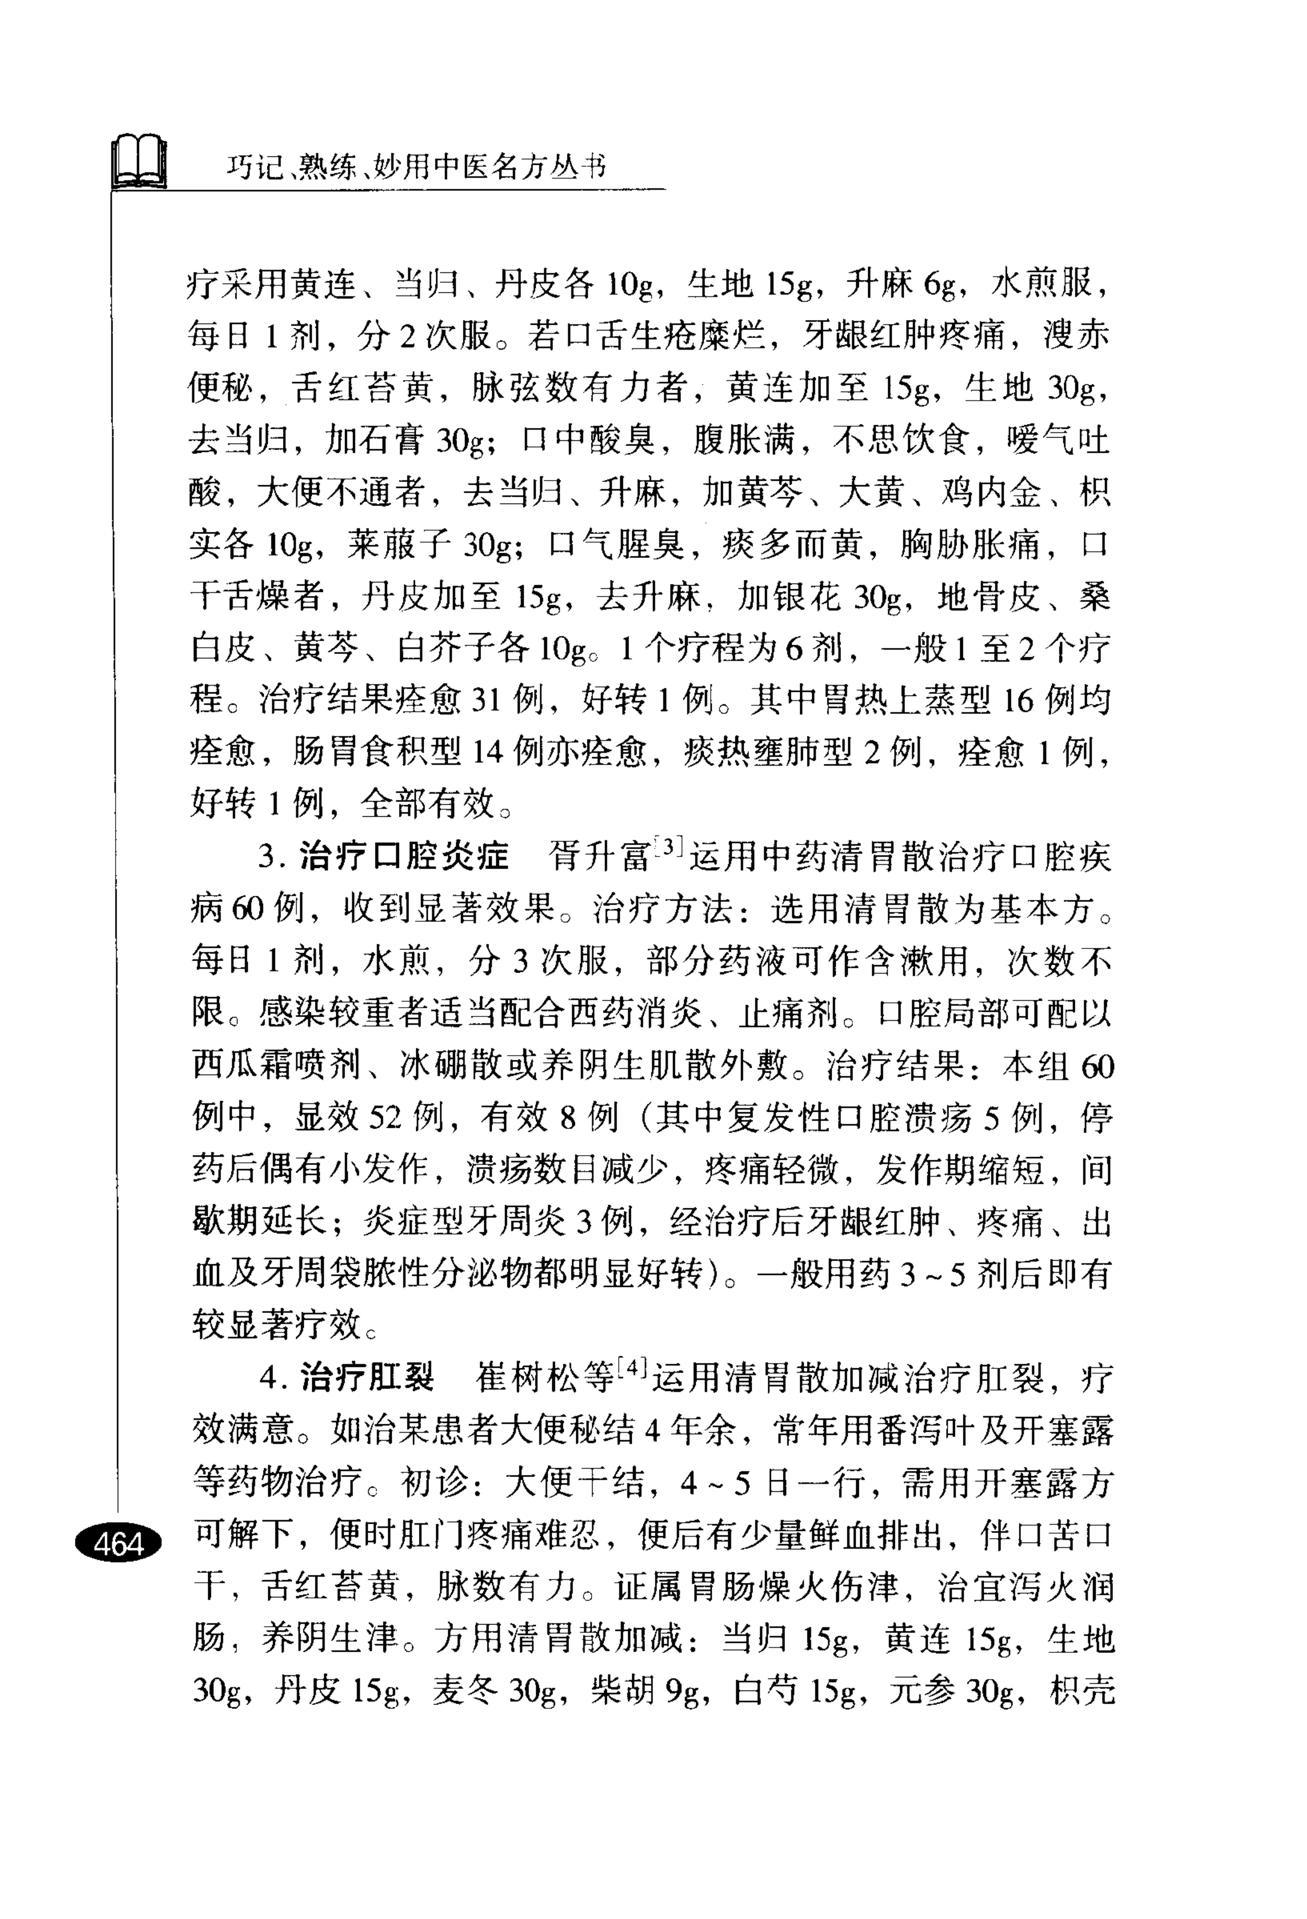 巧记、熟练、妙用中医名方丛书
疗采用黄连、当归、丹皮各 10g，生地 15g，升麻 6g，水煎服，
每日 1 剂，分 2 次服。若口舌生疮糜烂，牙龈红肿疼痛，溲赤
便秘，舌红苔黄，脉弦数有力者，黄连加至 15g，生地 30g，
去当归，加石膏 30g；口中酸臭，腹胀满，不思饮食，嗳气吐
酸，大便不通者，去当归、升麻，加黄芩、大黄、鸡内金、枳
实各 10g，莱菔子 30g；口气腥臭，痰多而黄，胸胁胀痛，口
干舌燥者，丹皮加至 15g，去升麻，加银花 30g，地骨皮、桑
白皮、黄芩、白芥子各 10g。1 个疗程为 6 剂，一般 1 至 2 个疗
程。治疗结果痊愈 31 例，好转 1 例。其中胃热上蒸型 16 例均
痊愈，肠胃食积型 14 例亦痊愈，痰热壅肺型 2 例，痊愈 1 例，
好转 1 例，全部有效。
3. 治疗口腔炎症　胥升富[3]运用中药清胃散治疗口腔疾
病 60 例，收到显著效果。治疗方法：选用清胃散为基本方。
每日 1 剂，水煎，分 3 次服，部分药液可作含漱用，次数不
限。感染较重者适当配合西药消炎、止痛剂。口腔局部可配以
西瓜霜喷剂、冰硼散或养阴生肌散外敷。治疗结果：本组 60
例中，显效 52 例，有效 8 例（其中复发性口腔溃疡 5 例，停
药后偶有小发作，溃疡数目减少，疼痛轻微，发作期缩短，间
歇期延长；炎症型牙周炎 3 例，经治疗后牙龈红肿、疼痛、出
血及牙周袋脓性分泌物都明显好转）。一般用药 3～5 剂后即有
较显著疗效。
4. 治疗肛裂　崔树松等[4]运用清胃散加减治疗肛裂，疗
效满意。如治某患者大便秘结 4 年余，常年用番泻叶及开塞露
等药物治疗。初诊：大便干结，4～5 日一行，需用开塞露方
可解下，便时肛门疼痛难忍，便后有少量鲜血排出，伴口苦口
干，舌红苔黄，脉数有力。证属胃肠燥火伤津，治宜泻火润
肠，养阴生津。方用清胃散加减：当归 15g，黄连 15g，生地
30g，丹皮 15g，麦冬 30g，柴胡 9g，白芍 15g，元参 30g，枳壳
464